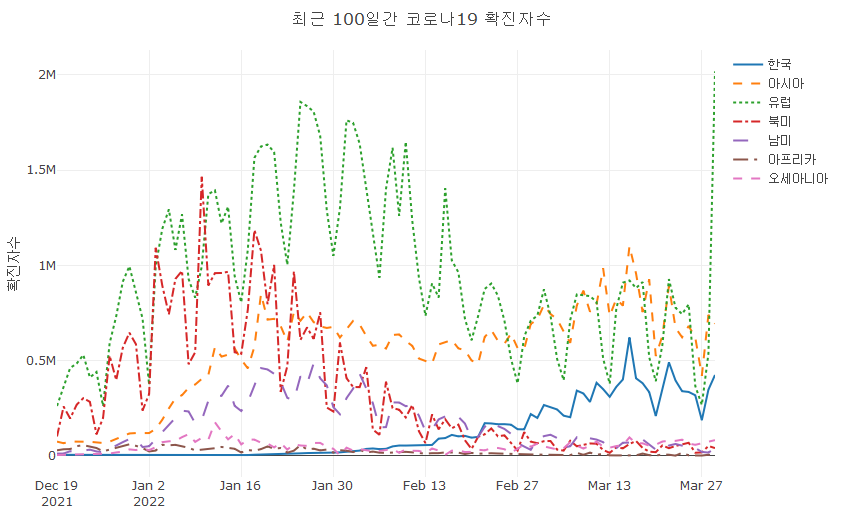 최근 100일간 코로나19 확진자수
확진자수
2M
1.5M
1M
0.5M
0
Dec 19
2021
Jan 2
2022
Jan 16
Jan 30
Feb 13
Feb 27
Mar 13
Mar 27
한국
아시아
유럽
북미
남미
아프리카
오세아니아